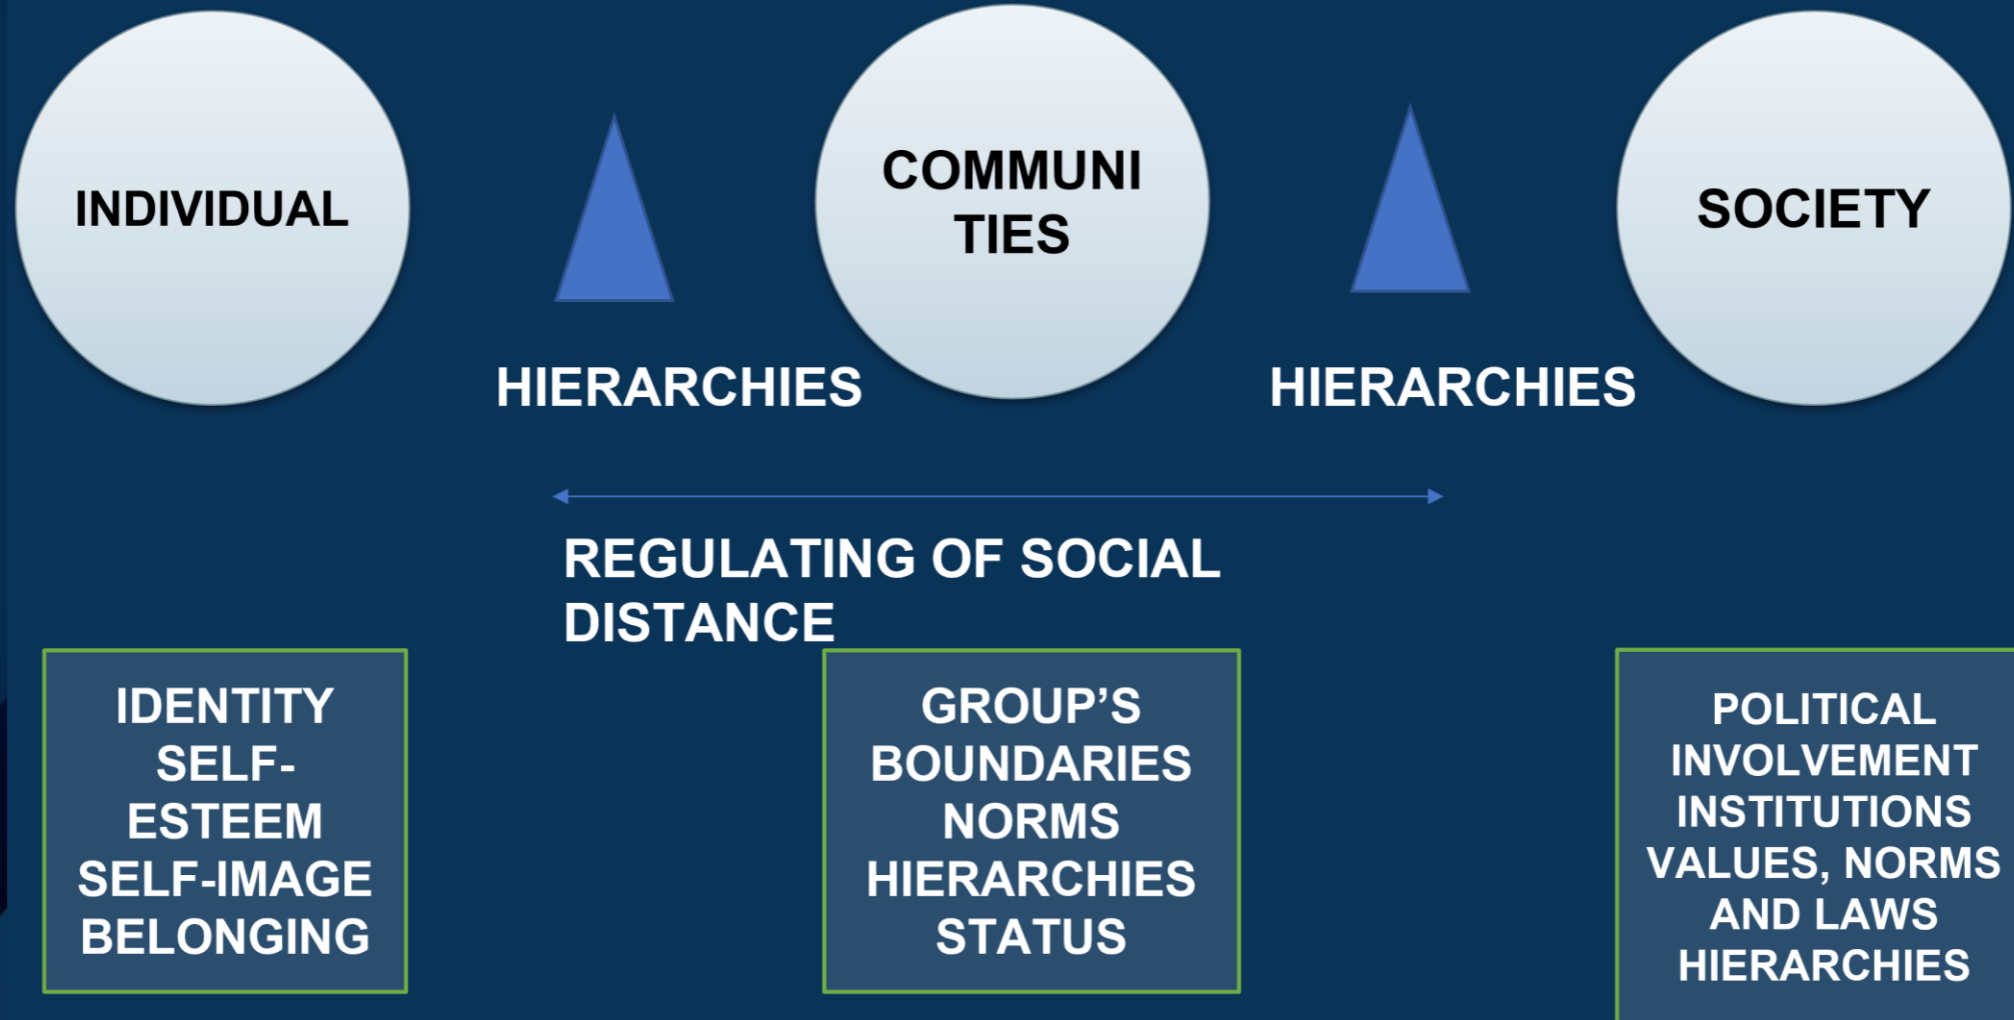 INDIVIDUAL
COMMUNI
TIES
SOCIETY
HIERARCHIES
HIERARCHIES
REGULATING OF SOCIAL
DISTANCE
IDENTITY
SELF-
ESTEEM
SELF-IMAGE
BELONGING
GROUP’S
BOUNDARIES
NORMS
HIERARCHIES
STATUS
POLITICAL
INVOLVEMENT
INSTITUTIONS
VALUES, NORMS
AND LAWS
HIERARCHIES